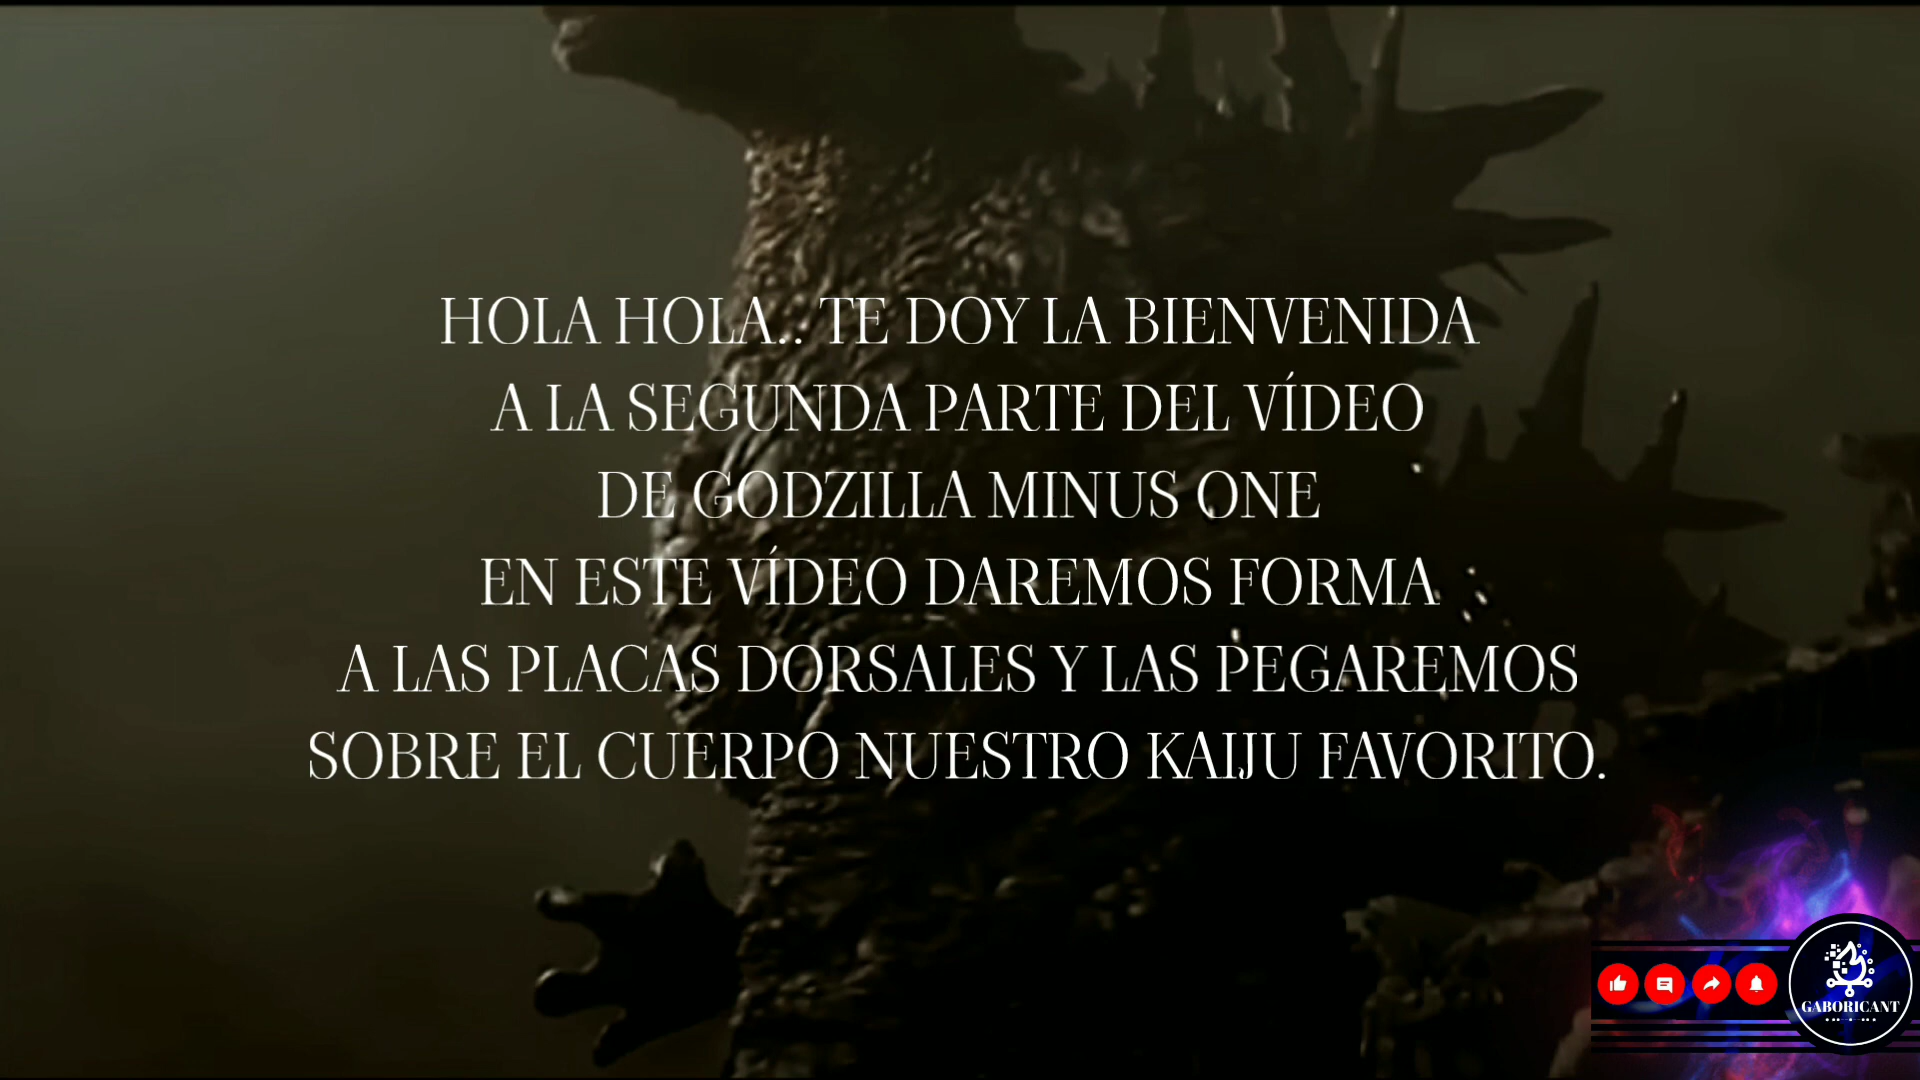 HOLA HOLA.. TE DOY LA BIENVENIDA
A LA SEGUNDA PARTE DEL VÍDEO
DE GODZILLA MINUS ONE
EN ESTE VÍDEO DAREMOS FORMA
A LAS PLACAS DORSALES Y LAS PEGAREMOS
SOBRE EL CUERPO NUESTRO KAIJU FAVORITO.
GABORICANT